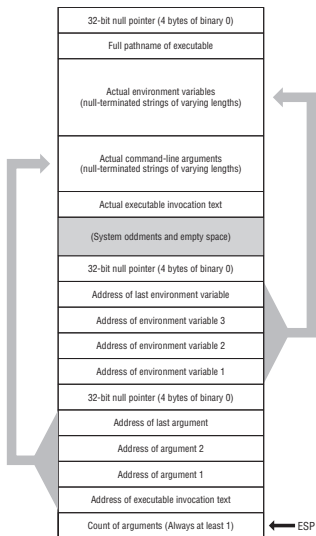 32-bit null pointer (4 bytes of binary 0)
Full pathname of executable
Actual environment variables
(null-terminated strings of varying lengths)
Actual command-line arguments
(null-terminated strings of varying lengths)
Actual executable invocation text
(System oddments and empty space)
32-bit null pointer (4 bytes of binary 0)
Address of last environment variable
Address of environment variable 3
Address of environment variable 2
Address of environment variable 1
32-bit null pointer (4 bytes of binary 0)
Address of last argument
Address of argument 2
Address of argument 1
Address of executable invocation text
Count of arguments (Always at least 1)
ESP